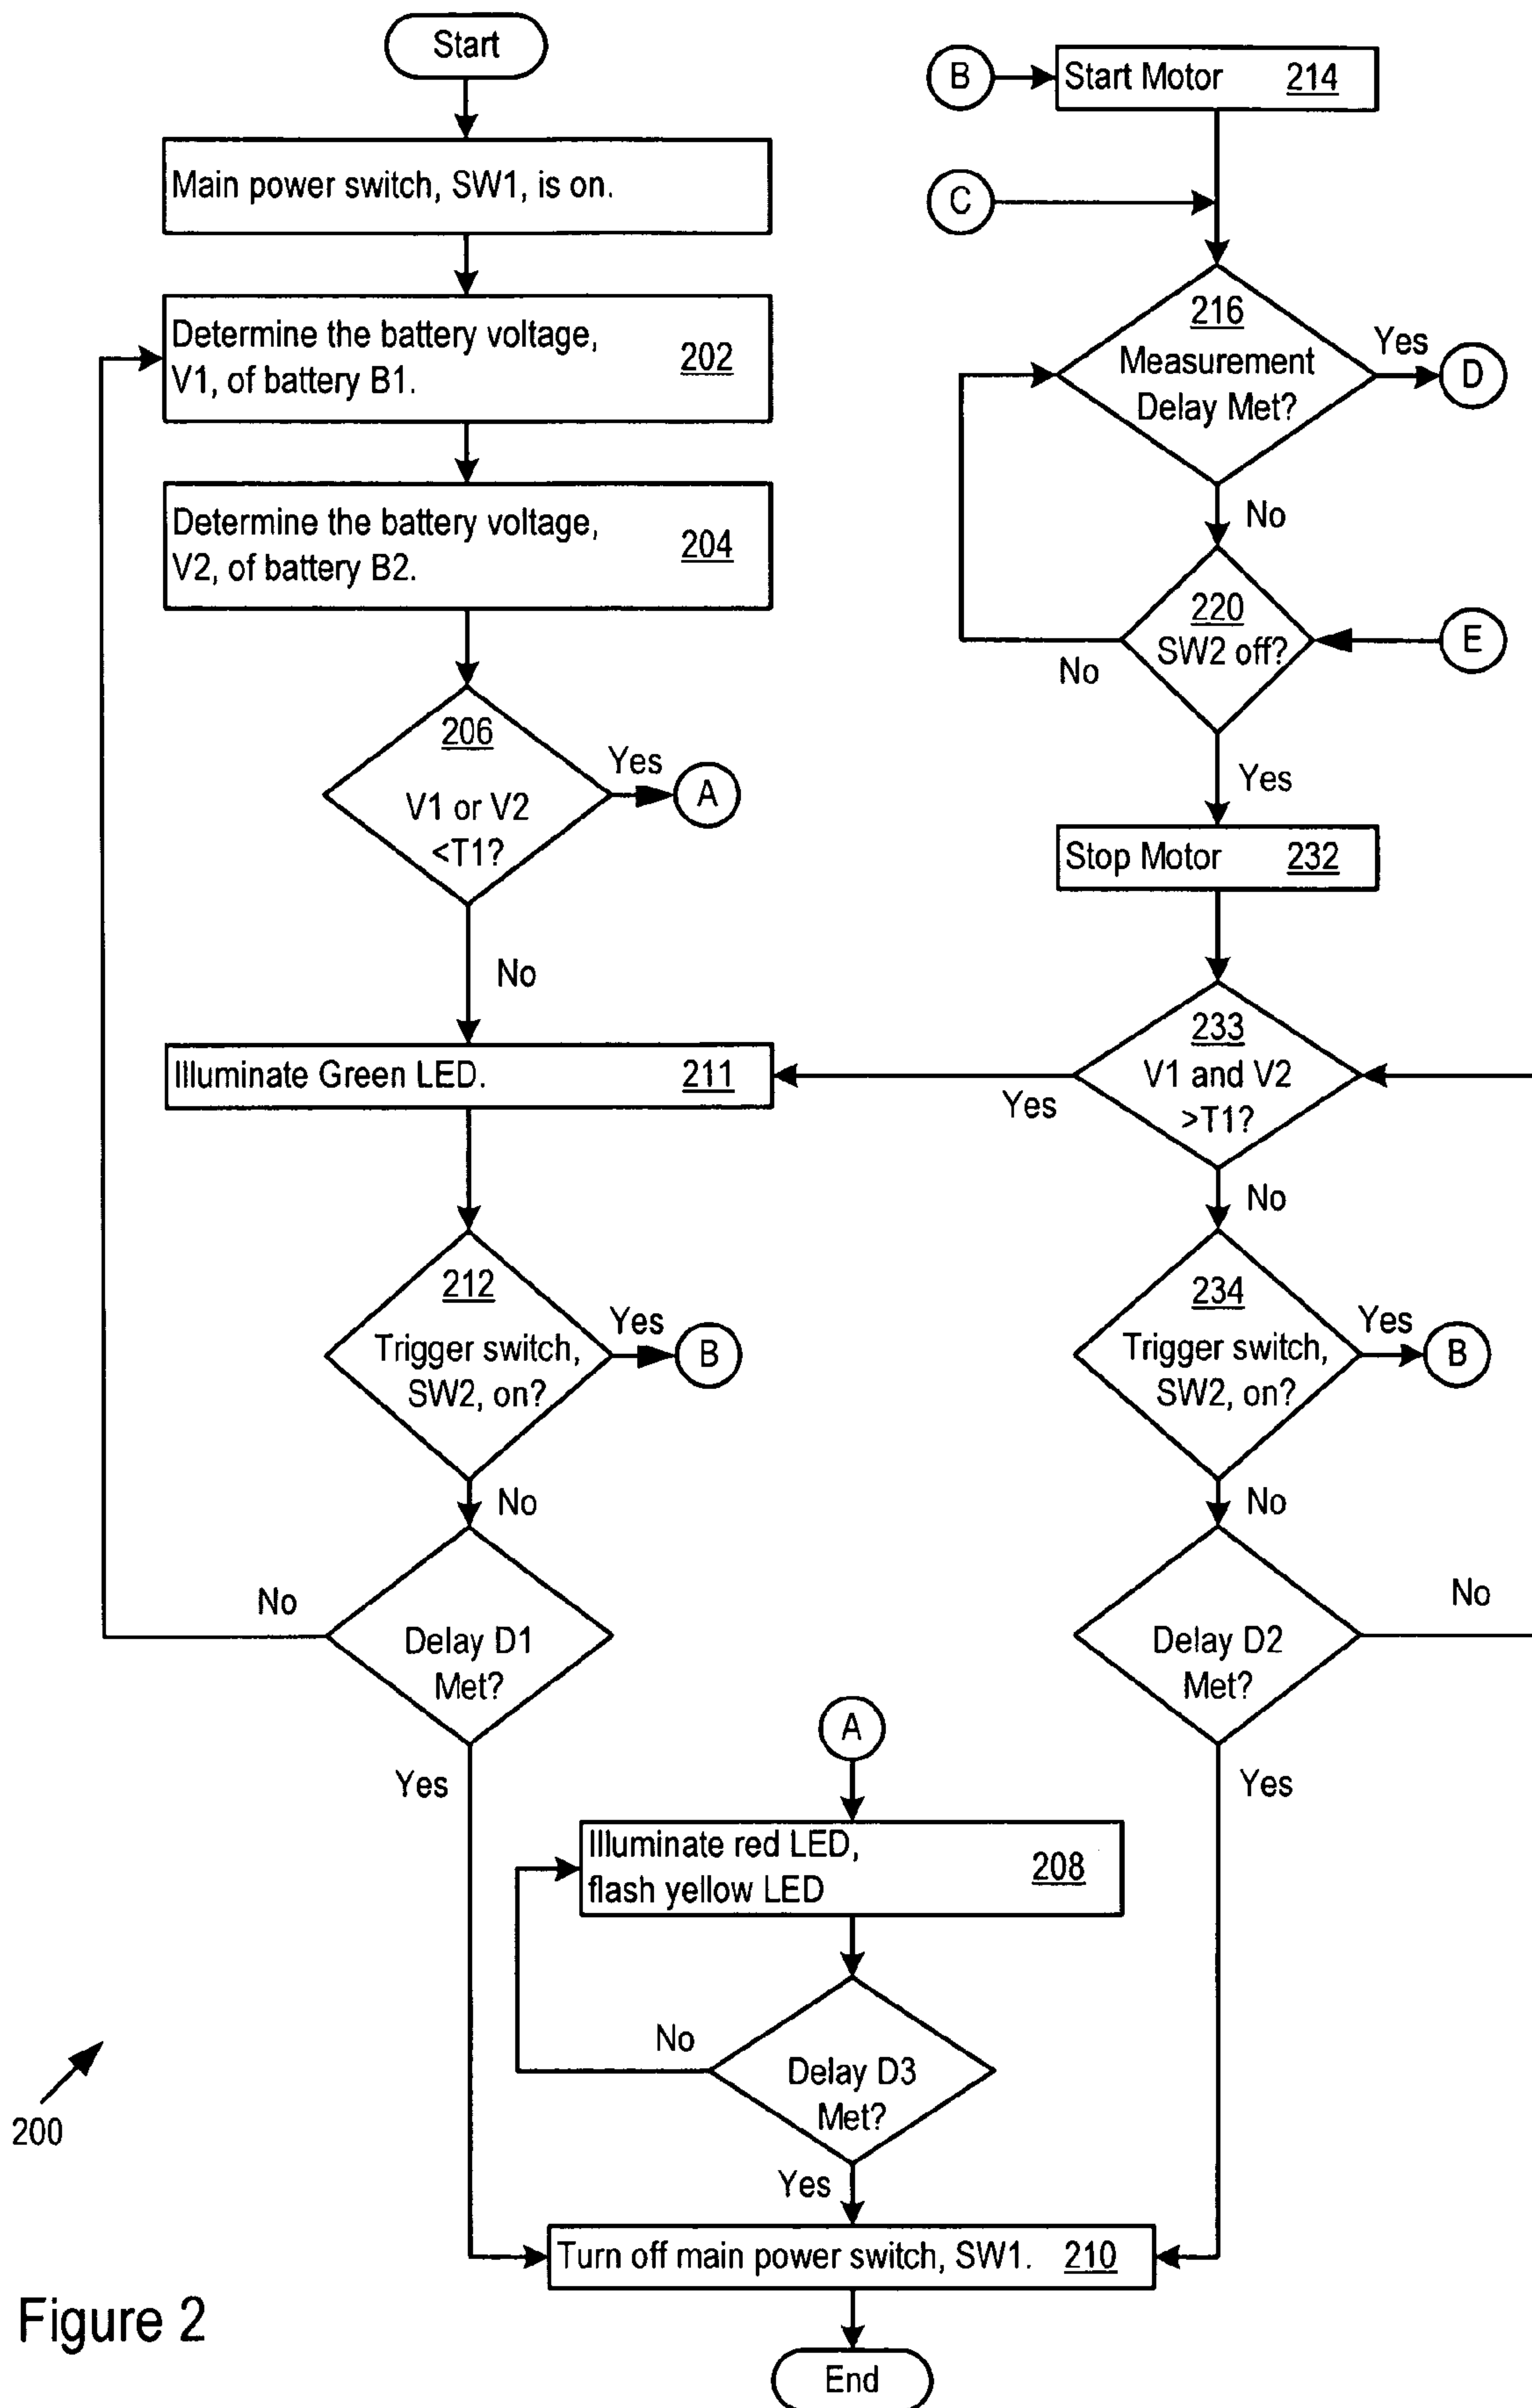 Start
Main power switch, SW1, is on.
Determine the battery voltage,
V1, of battery B1.
202
Determine the battery voltage,
V2, of battery B2.
204
206
V1 or V2
<T1?
Yes
A
No
Illuminate Green LED.
211
212
Trigger switch,
SW2, on?
Yes
B
No
Delay D1
Met?
No
Yes
B
Start Motor
214
C
216
Measurement
Delay Met?
Yes
D
No
220
SW2 off?
E
No
Yes
Stop Motor
232
233
V1 and V2
>T1?
Yes
No
234
Trigger switch,
SW2, on?
Yes
B
No
Delay D2
Met?
No
Yes
A
Illuminate red LED,
flash yellow LED
208
Delay D3
Met?
No
Yes
Turn off main power switch, SW1.
210
End
200
Figure 2